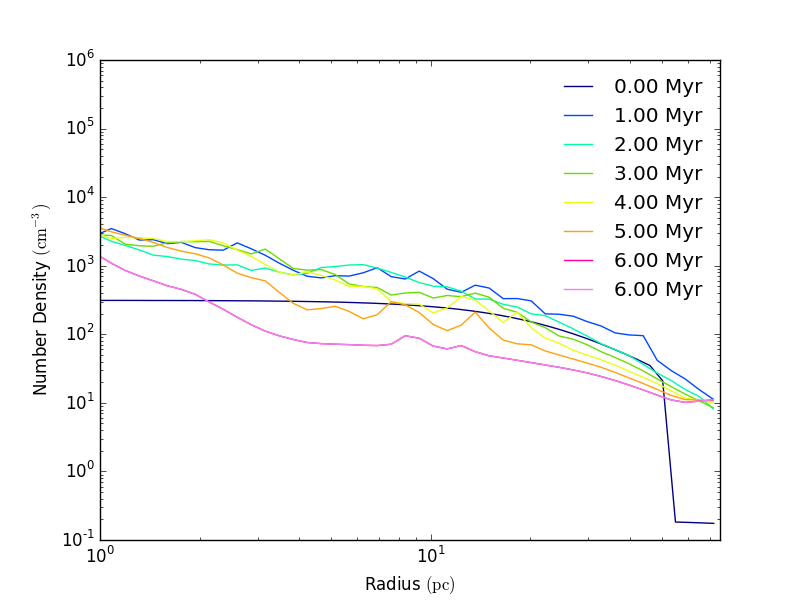 10^6
10^5
10^4
10^3
10^2
10^1
10^0
10^-1
Number Density (cm^−3)
0.00 Myr
1.00 Myr
2.00 Myr
3.00 Myr
4.00 Myr
5.00 Myr
6.00 Myr
6.00 Myr
10^0 10^1
Radius (pc)